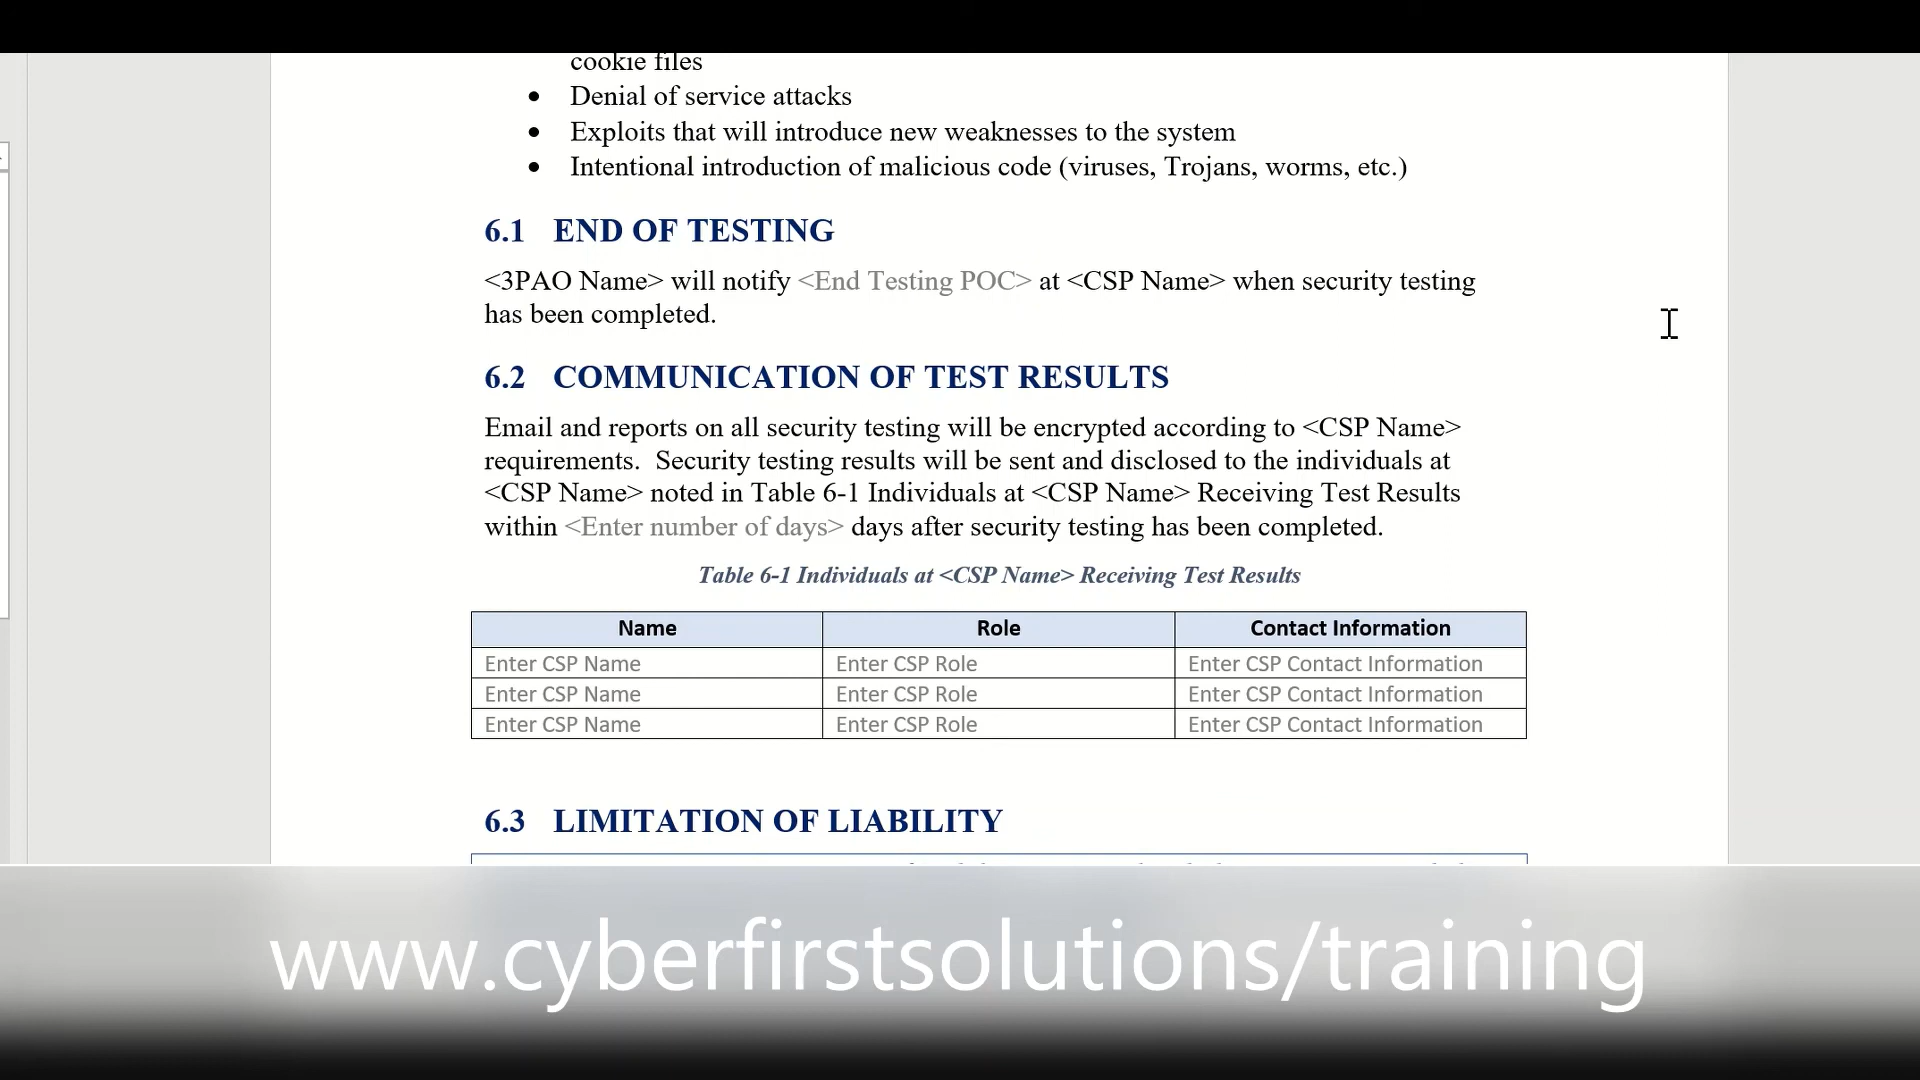 cookie files
• Denial of service attacks
• Exploits that will introduce new weaknesses to the system
• Intentional introduction of malicious code (viruses, Trojans, worms, etc.)
6.1 END OF TESTING
<3PAO Name> will notify <End Testing POC> at <CSP Name> when security testing
has been completed.
6.2 COMMUNICATION OF TEST RESULTS
Email and reports on all security testing will be encrypted according to <CSP Name>
requirements.  Security testing results will be sent and disclosed to the individuals at
<CSP Name> noted in Table 6-1 Individuals at <CSP Name> Receiving Test Results
within <Enter number of days> days after security testing has been completed.
Table 6-1 Individuals at <CSP Name> Receiving Test Results
Name Role Contact Information
Enter CSP Name Enter CSP Role Enter CSP Contact Information
Enter CSP Name Enter CSP Role Enter CSP Contact Information
Enter CSP Name Enter CSP Role Enter CSP Contact Information
6.3 LIMITATION OF LIABILITY
www.cyberfirstsolutions/training